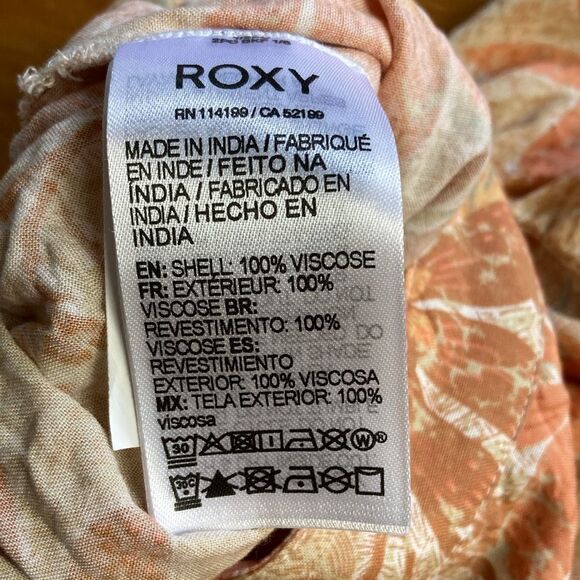 ROXY
RN 114199 / CA 52199
MADE IN INDIA / FABRIQUÉ
EN INDE / FEITO NA
INDIA / FABRICADO EN
INDIA / HECHO EN
INDIA
EN: SHELL: 100% VISCOSE
FR: EXTÉRIEUR: 100%
VISCOSE BR:
REVESTIMENTO: 100%
VISCOSE ES:
REVESTIMIENTO
EXTERIOR: 100% VISCOSA
MX: TELA EXTERIOR: 100%
viscosa
30 W®
30C